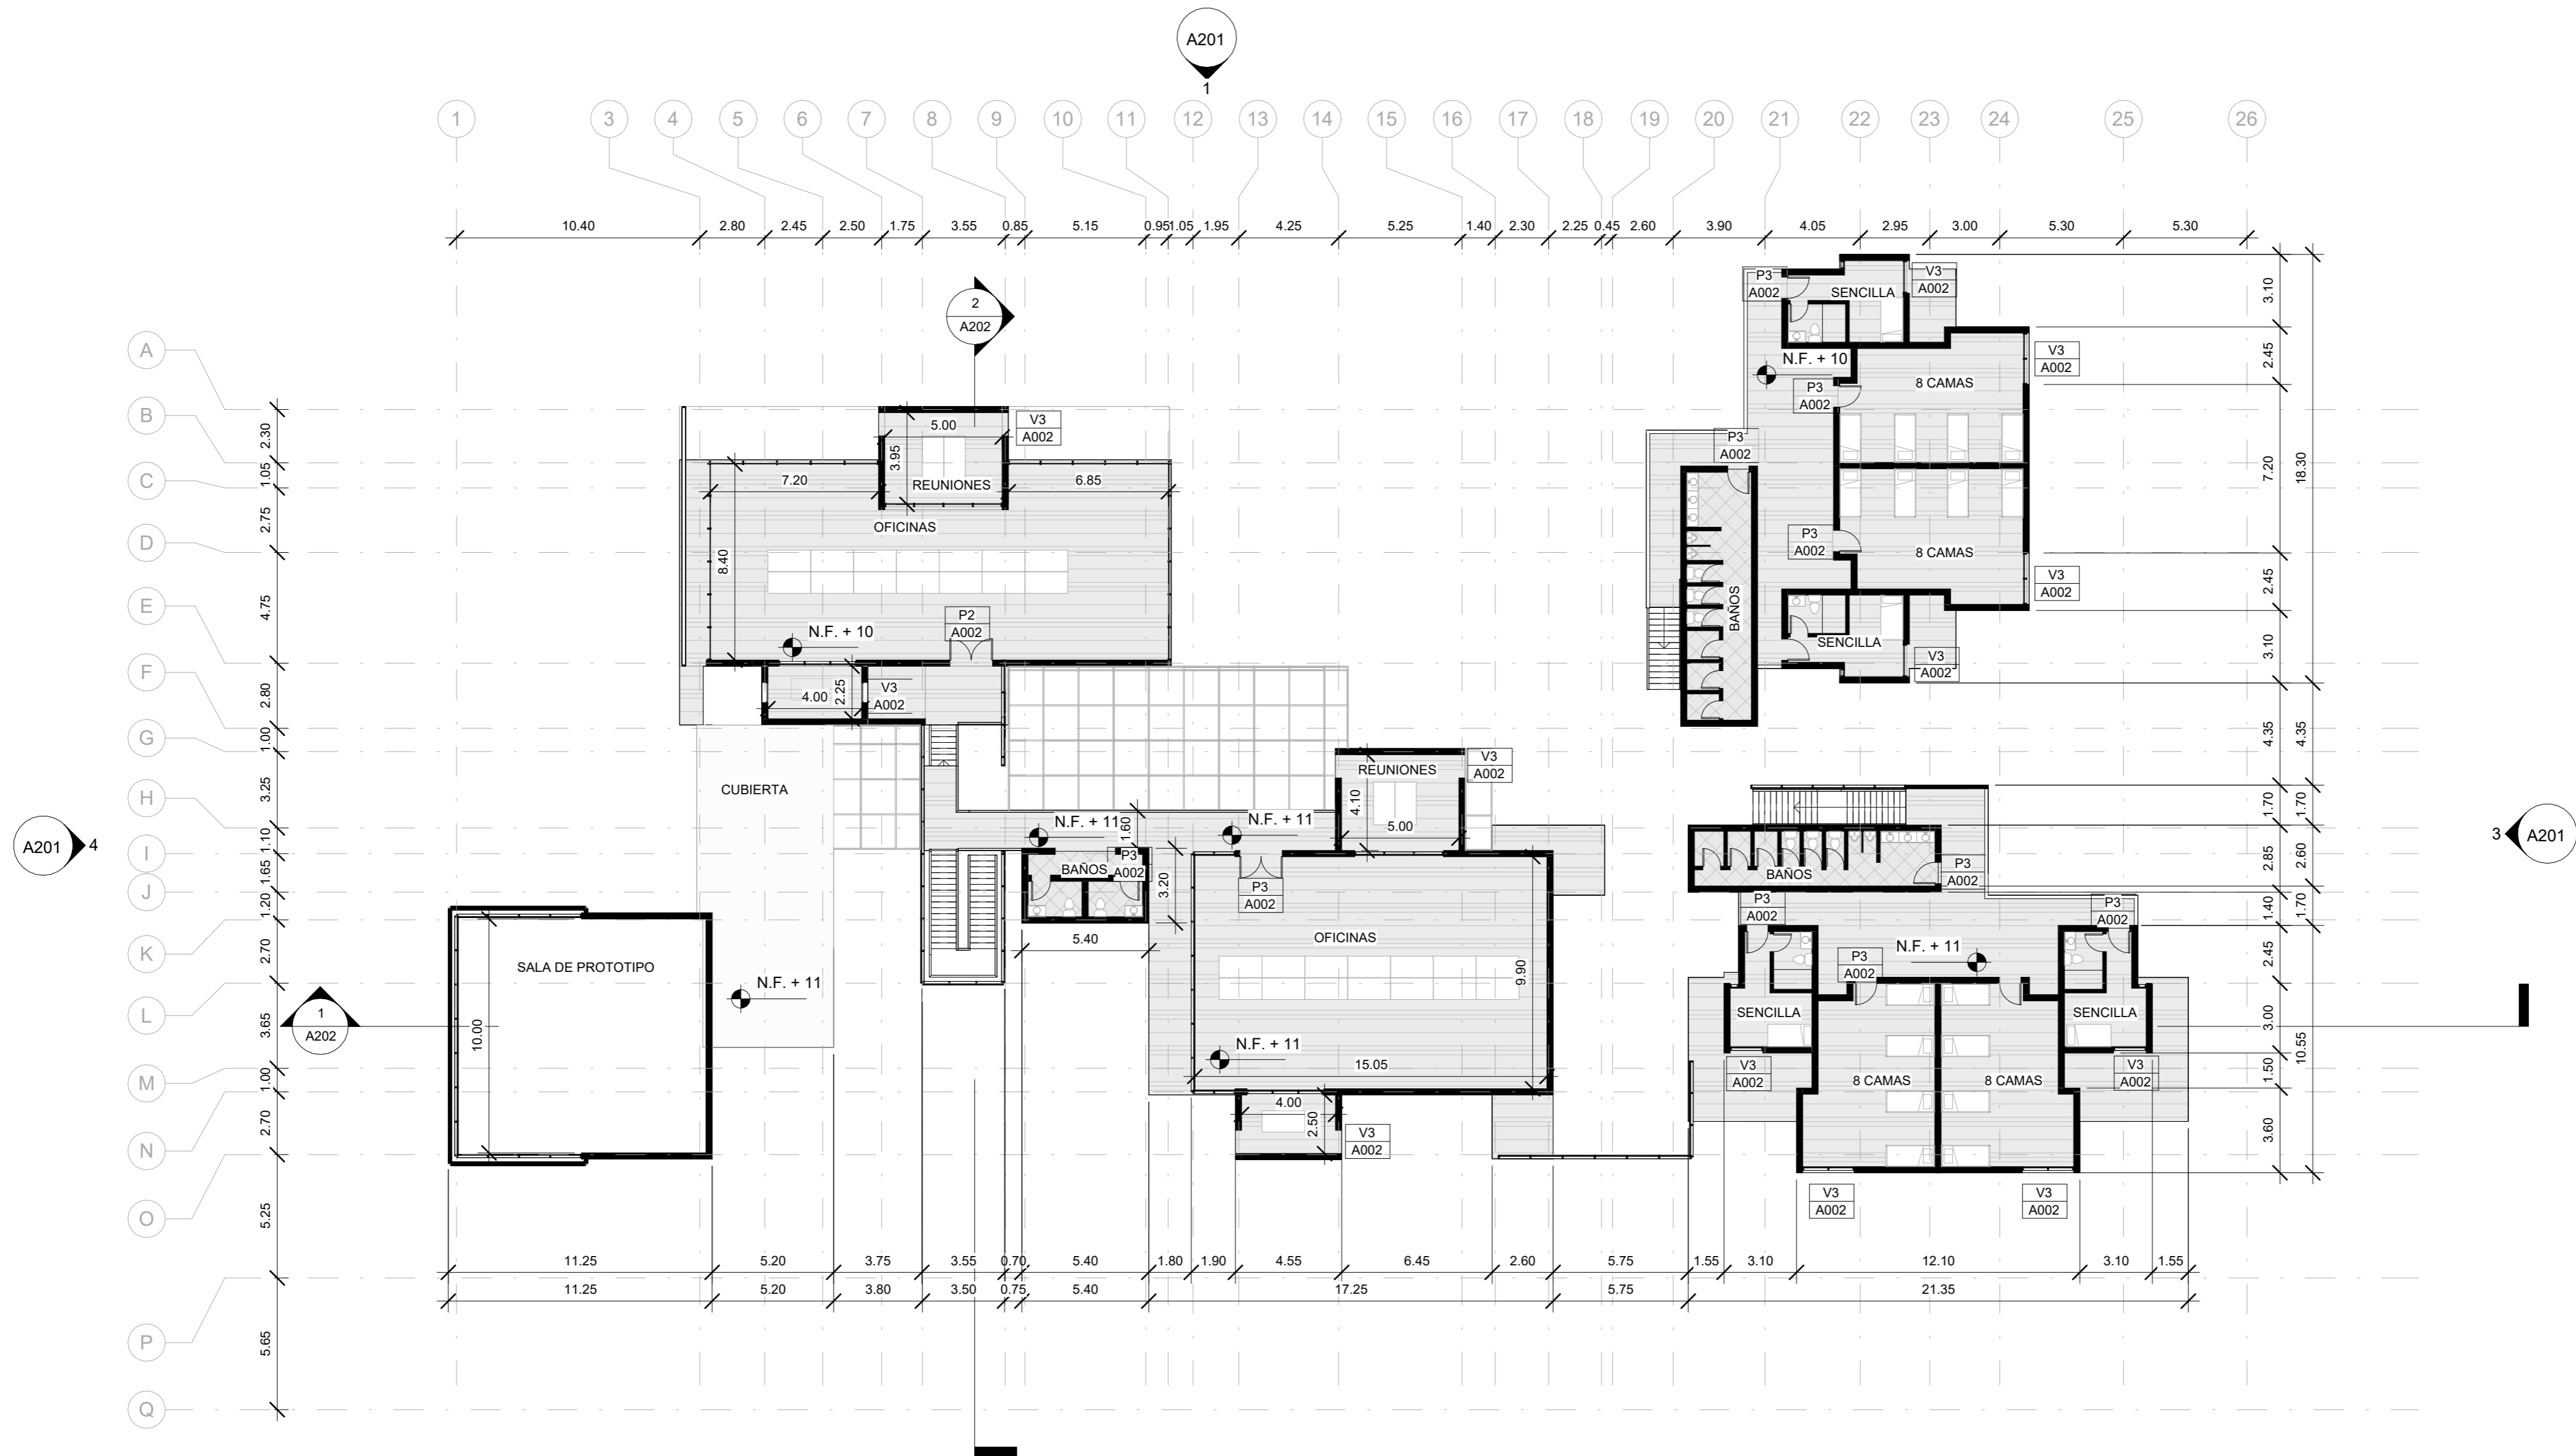 A201
1
1 3 4 5 6 7 8 9 10 11 12 13 14 15 16 17 18 19 20 21 22 23 24 25 26
10.40 2.80 2.45 2.50 1.75 3.55 0.85 5.15 0.95 1.05 1.95 4.25 5.25 1.40 2.30 2.25 0.45 2.60 3.90 4.05 2.95 3.00 5.30 5.30
A
B
C
D
E
F
G
H
I
J
K
L
M
N
O
P
Q
2.30
1.05
2.75
4.75
2.80
1.00
3.25
1.10
1.65
1.20
2.70
3.65
1.00
2.70
5.25
5.65
A201 4
2
A202
1
A202
5.00
3.95
REUNIONES
V3
A002
7.20
6.85
OFICINAS
8.40
P2
A002
N.F. + 10
4.00
2.25
V3
A002
CUBIERTA
N.F. + 11
SALA DE PROTOTIPO
10.00
N.F. + 11
1.60
N.F. + 11
BAÑOS
P3
A002
3.20
5.40
REUNIONES
4.10
5.00
V3
A002
P3
A002
OFICINAS
9.90
N.F. + 11
15.05
4.00
2.50
V3
A002
P3
A002
SENCILLA
V3
A002
N.F. + 10
V3
A002
8 CAMAS
P3
A002
P3
A002
P3
A002
8 CAMAS
V3
A002
BAÑOS
SENCILLA
V3
A002
BAÑOS
P3
A002
P3
A002
P3
A002
N.F. + 11
P3
A002
SENCILLA
SENCILLA
V3
A002
V3
A002
8 CAMAS
8 CAMAS
V3
A002
V3
A002
3.10
2.45
7.20
2.45
3.10
4.35
1.70
2.85
1.40
2.45
3.00
1.50
3.60
18.30
4.35
1.70
2.60
1.70
10.55
3 A201
11.25 5.20 3.75 3.55 0.70 5.40 1.80 1.90 4.55 6.45 2.60 5.75 1.55 3.10 12.10 3.10 1.55
11.25 5.20 3.80 3.50 0.75 5.40 17.25 5.75 21.35